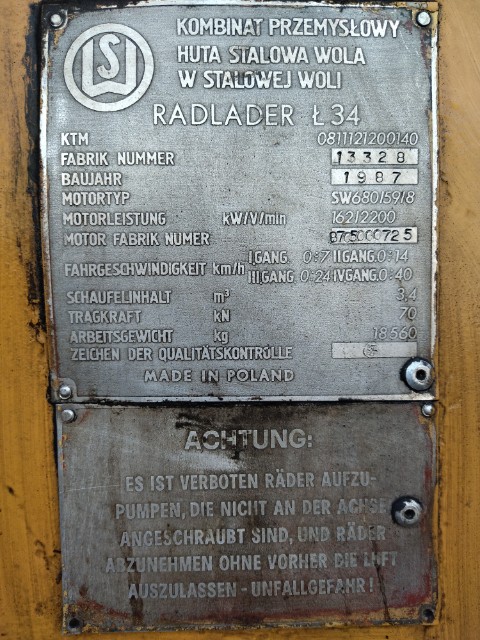 KOMBINAT PRZEMYSŁOWY
HUTA STALOWA WOLA
W STALOWEJ WOLI
RADLADER Ł 34
KTM 0811121200140
FABRIK NUMMER 13328
BAUJAHR 1987
MOTORTYP SW680/59/8
MOTORLEISTUNG kW/V/min 162/2200
MOTOR FABRIK NUMER
FAHRGESCHWINDIGKEIT km/h I.GANG. 0÷7 II GANG.0÷14
III.GANG. 0÷24 IV GANG.0÷40
SCHAUFELINHALT m³ 3,4
TRAGKRAFT kN 70
ARBEITSGEWICHT kg 18560
ZEICHEN DER QUALITÄTSKONTROLLE
MADE IN POLAND
ACHTUNG:
ES IST VERBOTEN RÄDER AUFZU-
PUMPEN, DIE NICHT AN DER ACHSE
ANGESCHRAUBT SIND, UND RÄDER
ABZUNEHMEN OHNE VORHER DIE LUFT
AUSZULASSEN - UNFALLGEFAHR!